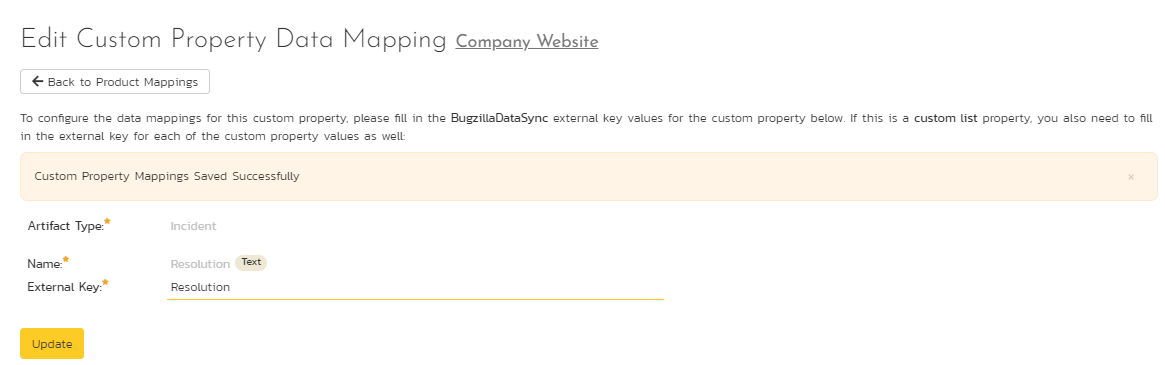 Edit Custom Property Data Mapping Company Website
Back to Product Mappings
To configure the data mappings for this custom property, please fill in the BugzillaDataSync external key values for the custom property below. If this is a custom list property, you also need to fill
in the external key for each of the custom property values as well:
Custom Property Mappings Saved Successfully ×
Artifact Type:* Incident
Name:* Resolution Text
External Key:* Resolution
Update